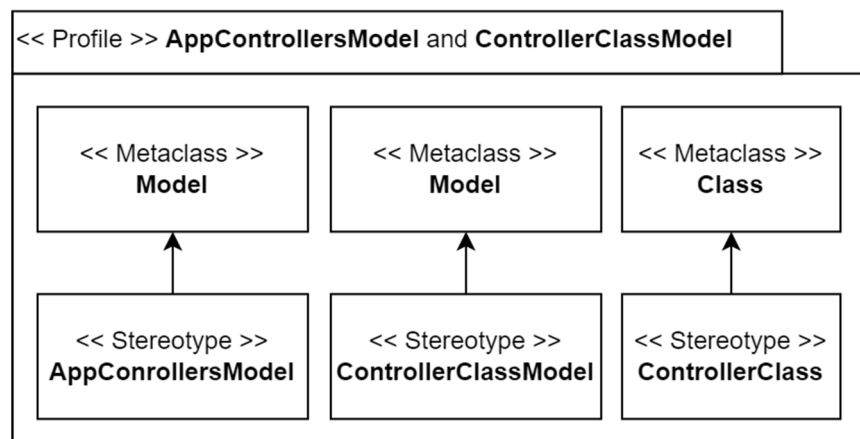 << Profile >> AppControllersModel and ControllerClassModel
<< Metaclass >>
Model
<< Metaclass >>
Model
<< Metaclass >>
Class
<< Stereotype >>
AppConrollersModel
<< Stereotype >>
ControllerClassModel
<< Stereotype >>
ControllerClass